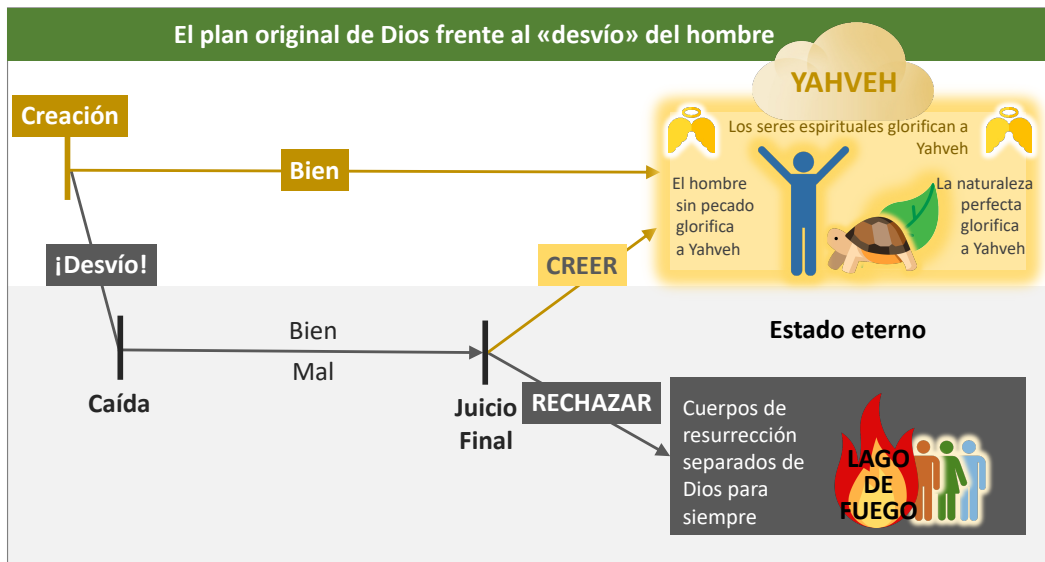 El plan original de Dios frente al «desvío» del hombre
YAHVEH
Creación
Los seres espirituales glorifican a
Yahveh
Bien
El hombre
sin pecado
glorifica
a Yahveh
La naturaleza
perfecta
glorifica
a Yahveh
¡Desvío!
CREER
Bien
Mal
Estado eterno
Caída
Juicio
Final
RECHAZAR
Cuerpos de
resurrección
separados de
Dios para
siempre
LAGO
DE
FUEGO